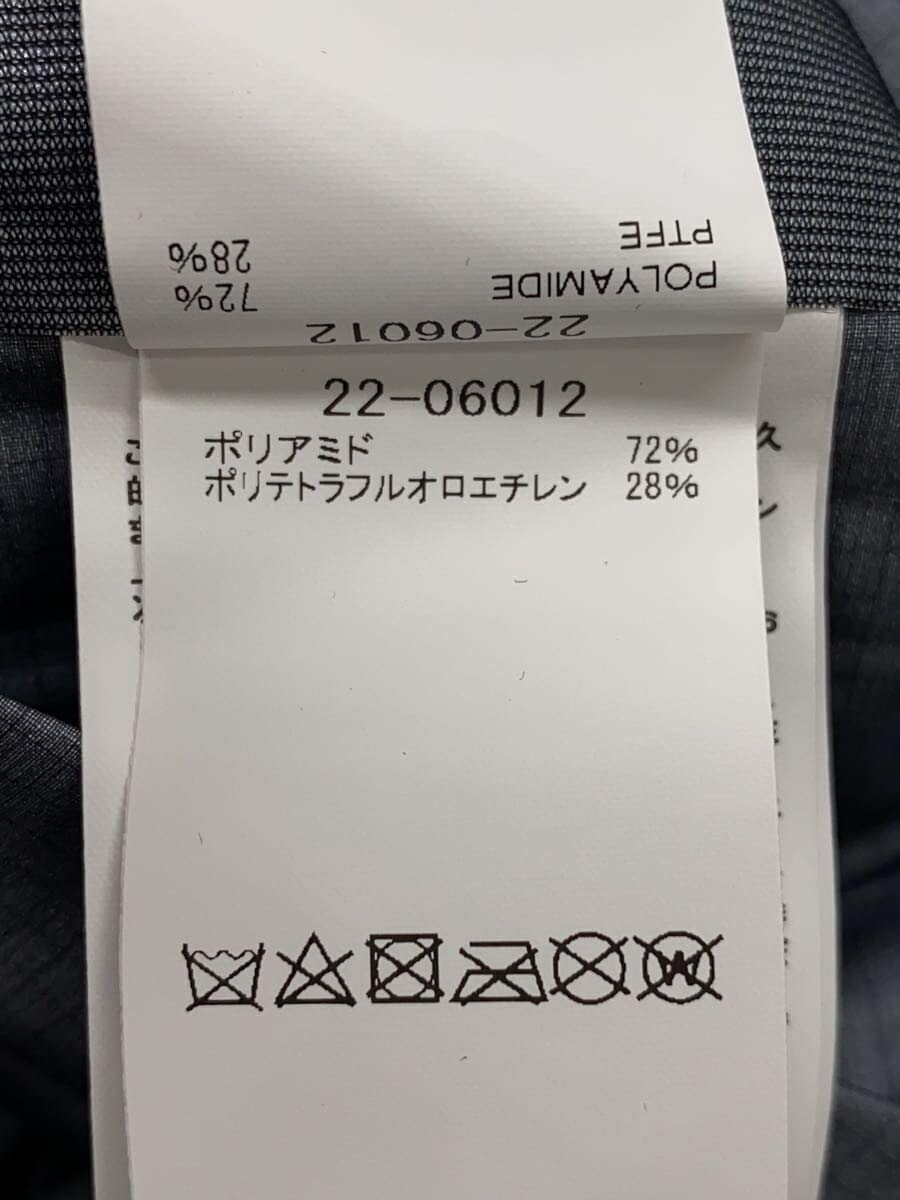 PTFE 28%
POLYAMIDE 72%
22-06012
22-06012
ポリアミド 72%
ポリテトラフルオロエチレン 28%
W